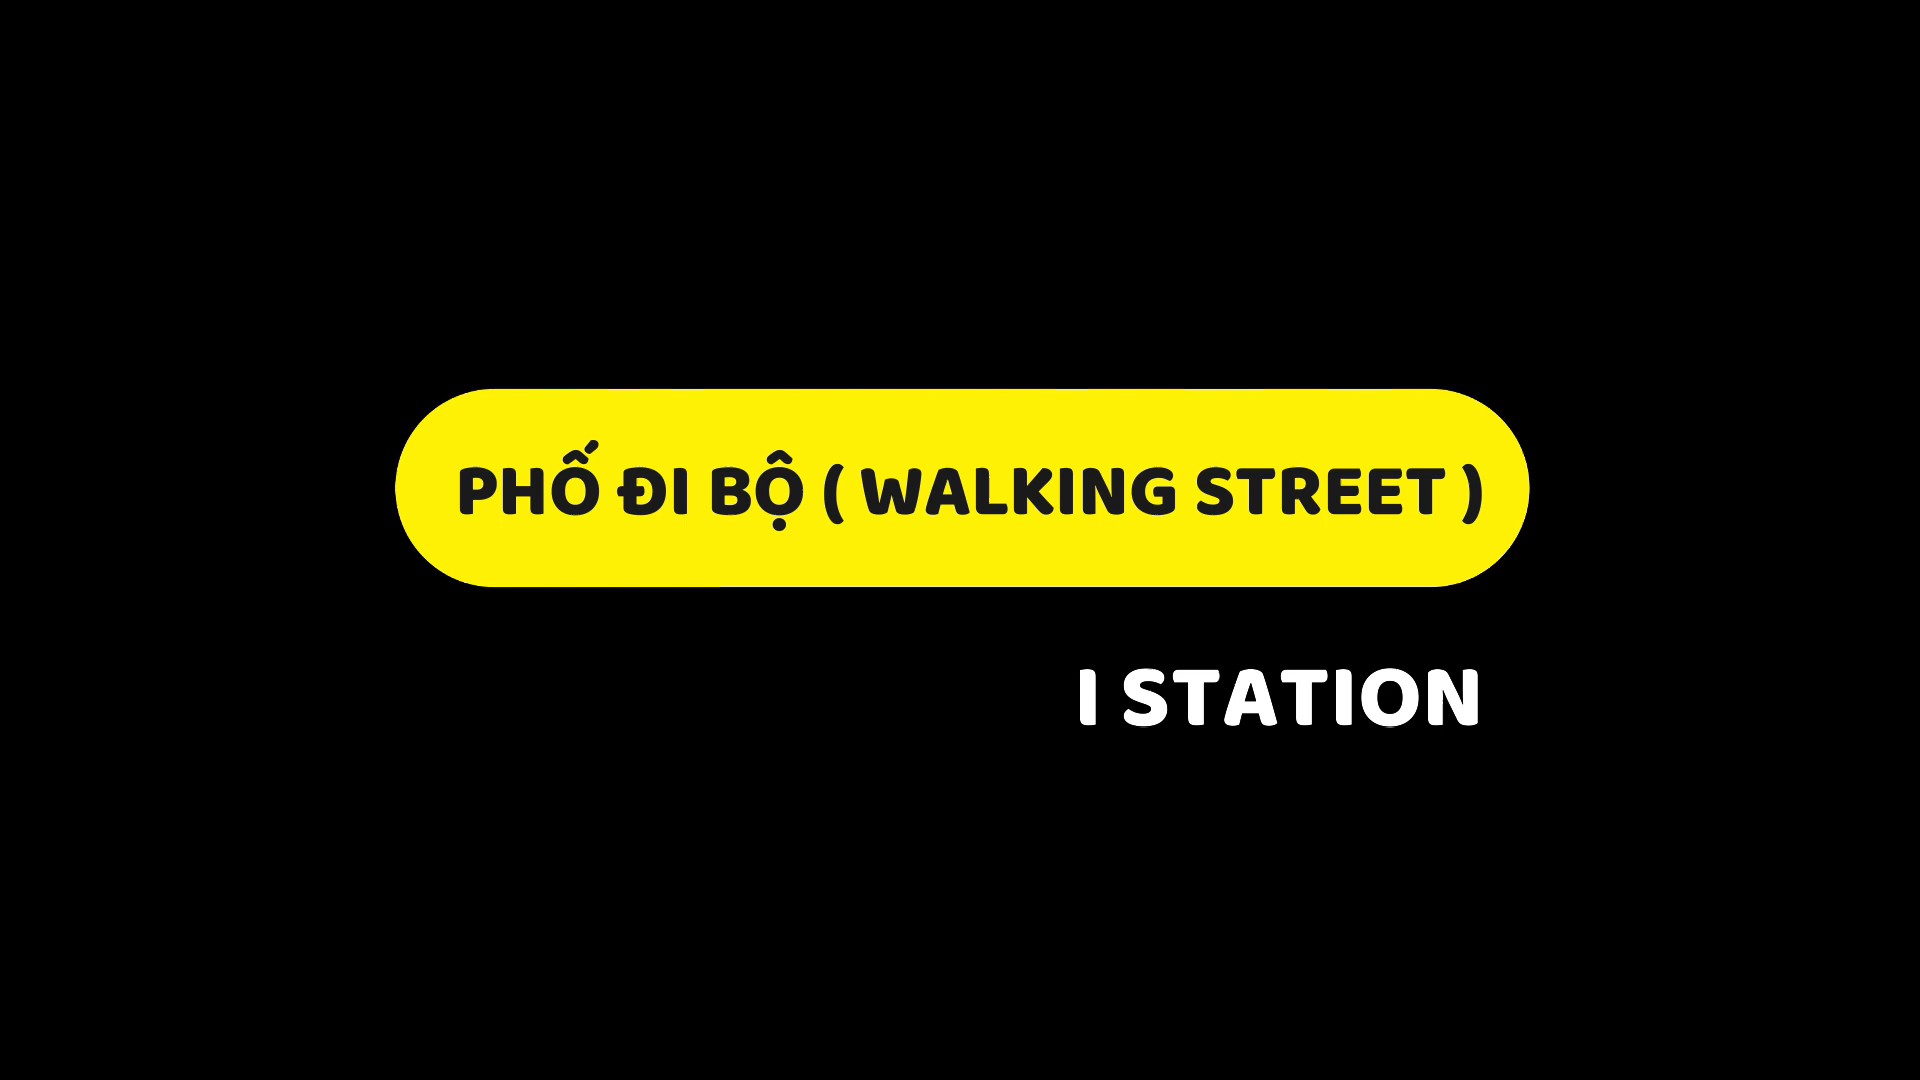 PHỐ ĐI BỘ ( WALKING STREET )
I STATION